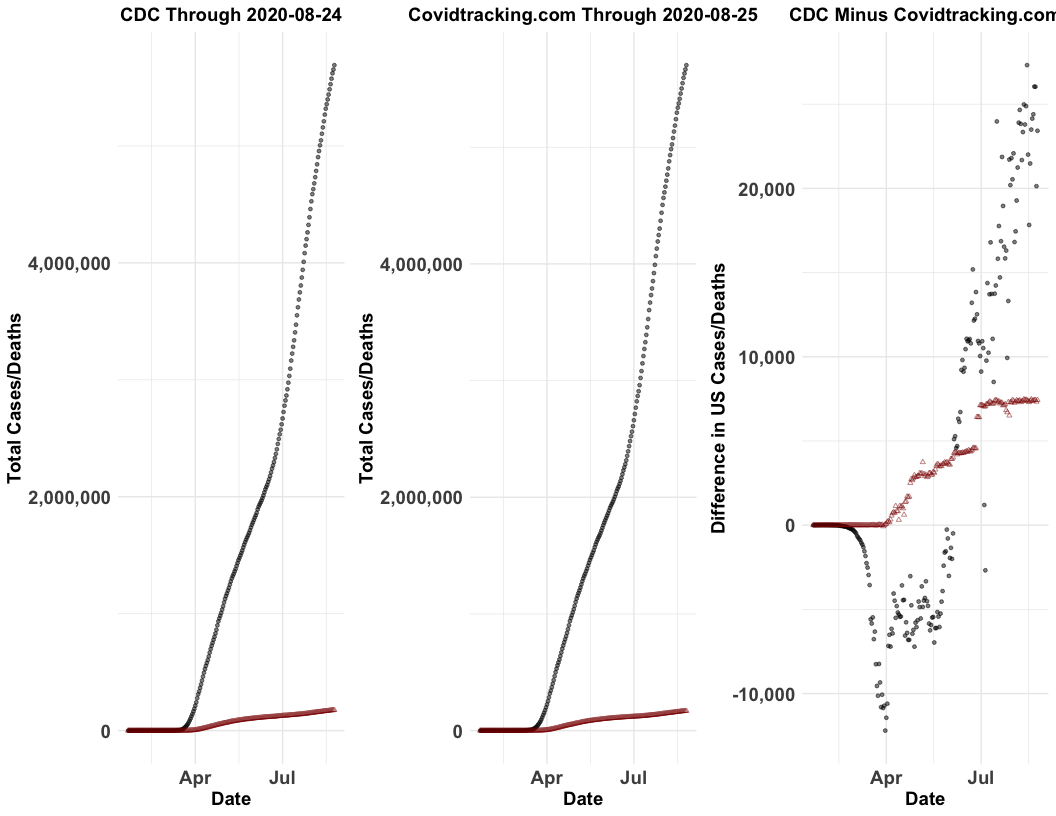 CDC Through 2020-08-24
Total Cases/Deaths
4,000,000
2,000,000
0
Apr Jul
Date
Covidtracking.com Through 2020-08-25
Total Cases/Deaths
4,000,000
2,000,000
0
Apr Jul
Date
CDC Minus Covidtracking.com
Difference in US Cases/Deaths
20,000
10,000
0
-10,000
Apr Jul
Date